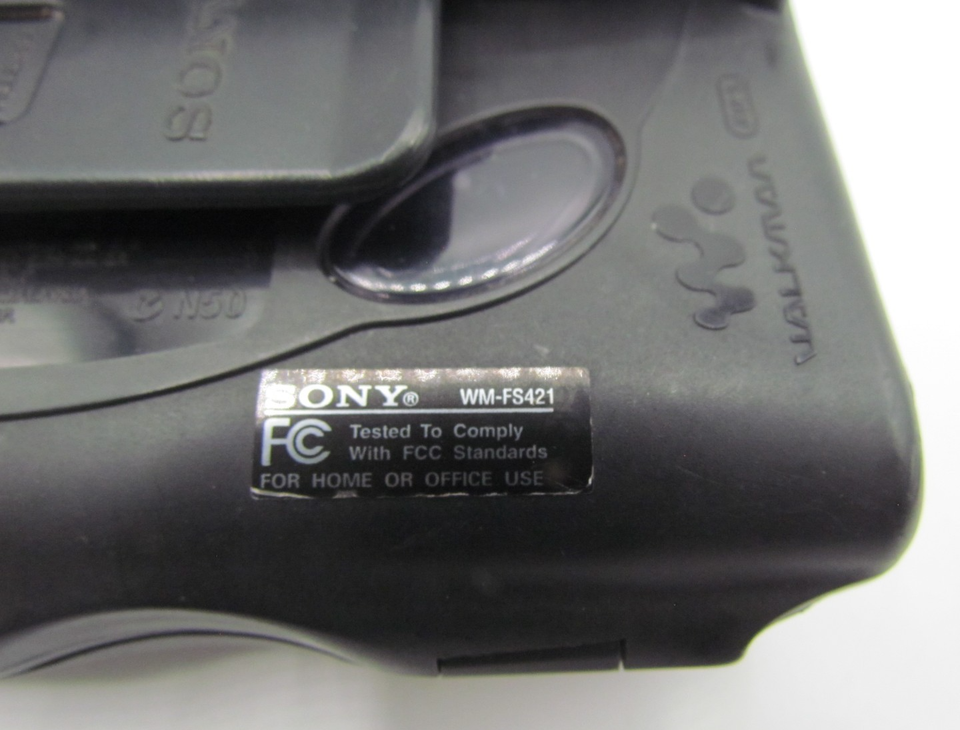 SONY
WALKMAN
N50
SONY® WM-FS421
FC Tested To Comply
With FCC Standards
FOR HOME OR OFFICE USE